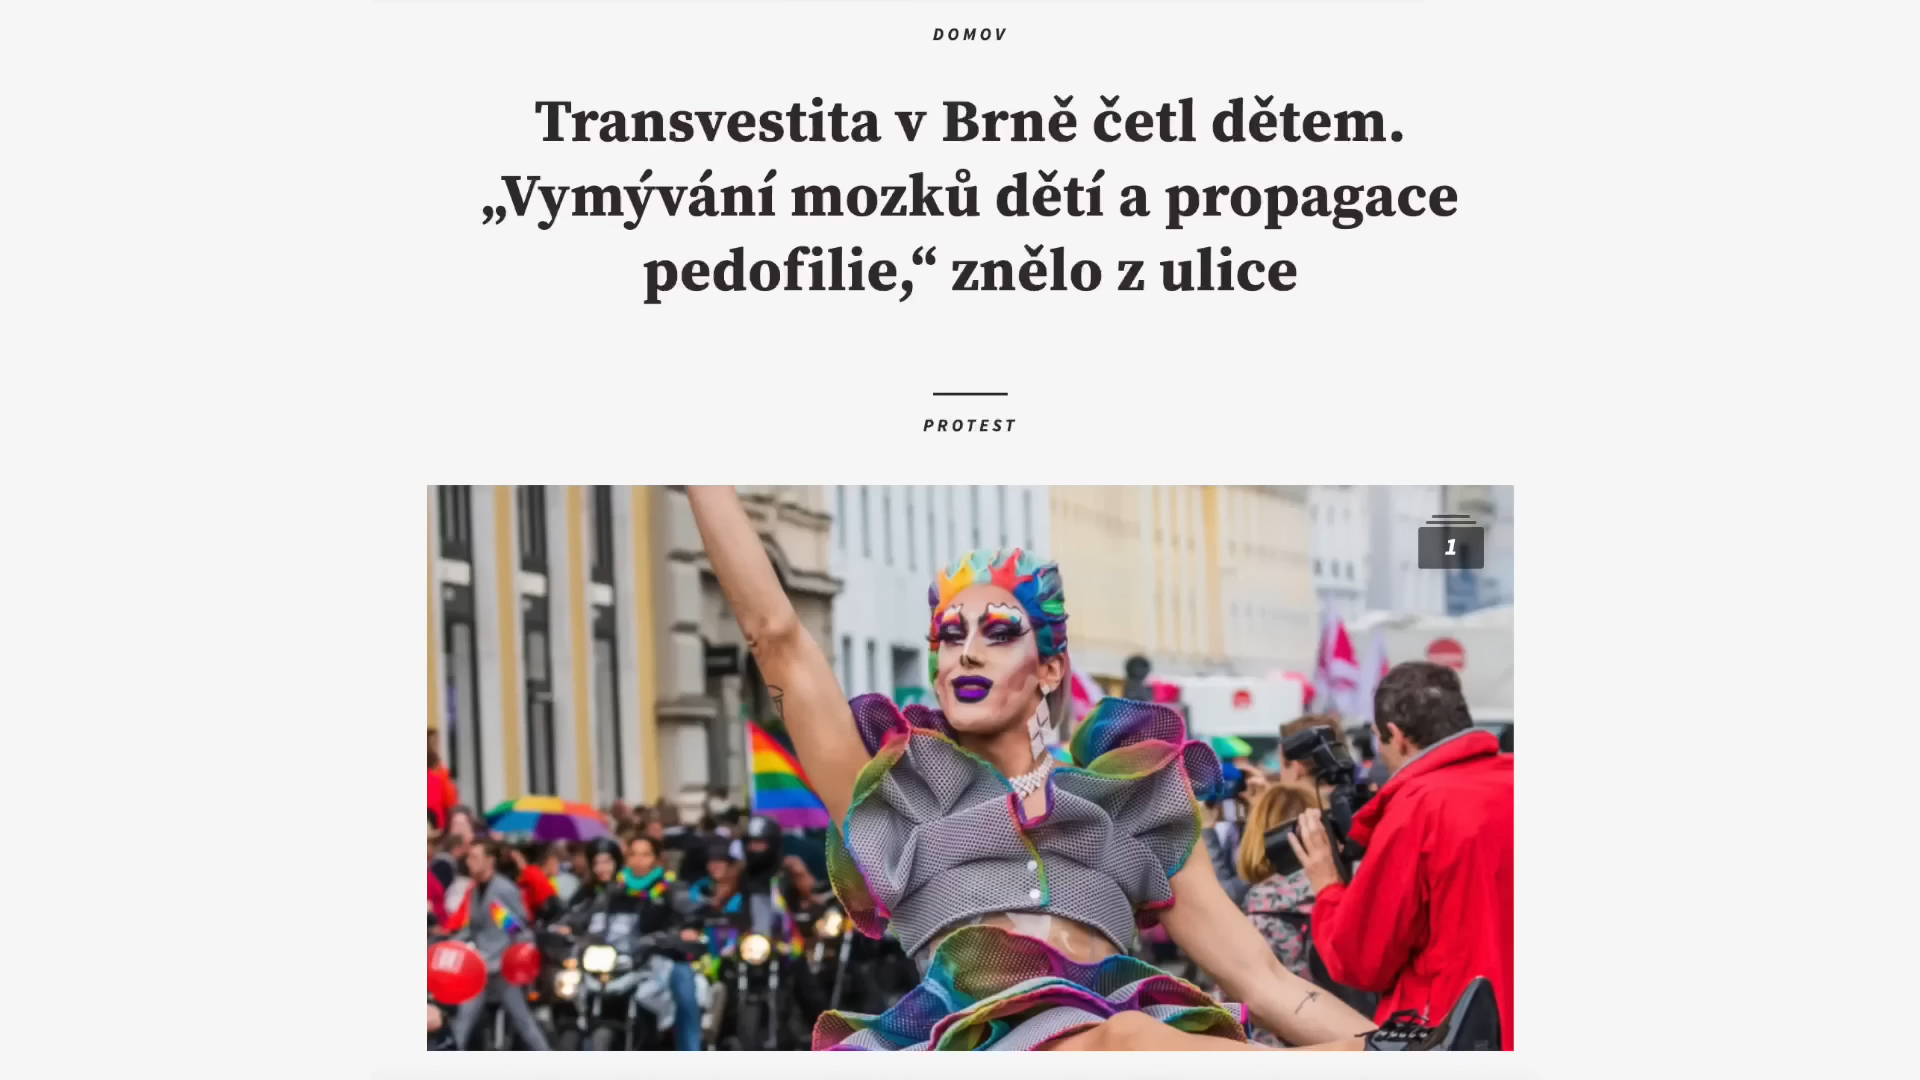 DOMOV
Transvestita v Brně četl dětem.
„Vymývání mozků dětí a propagace
pedofilie,“ znělo z ulice
PROTEST
1